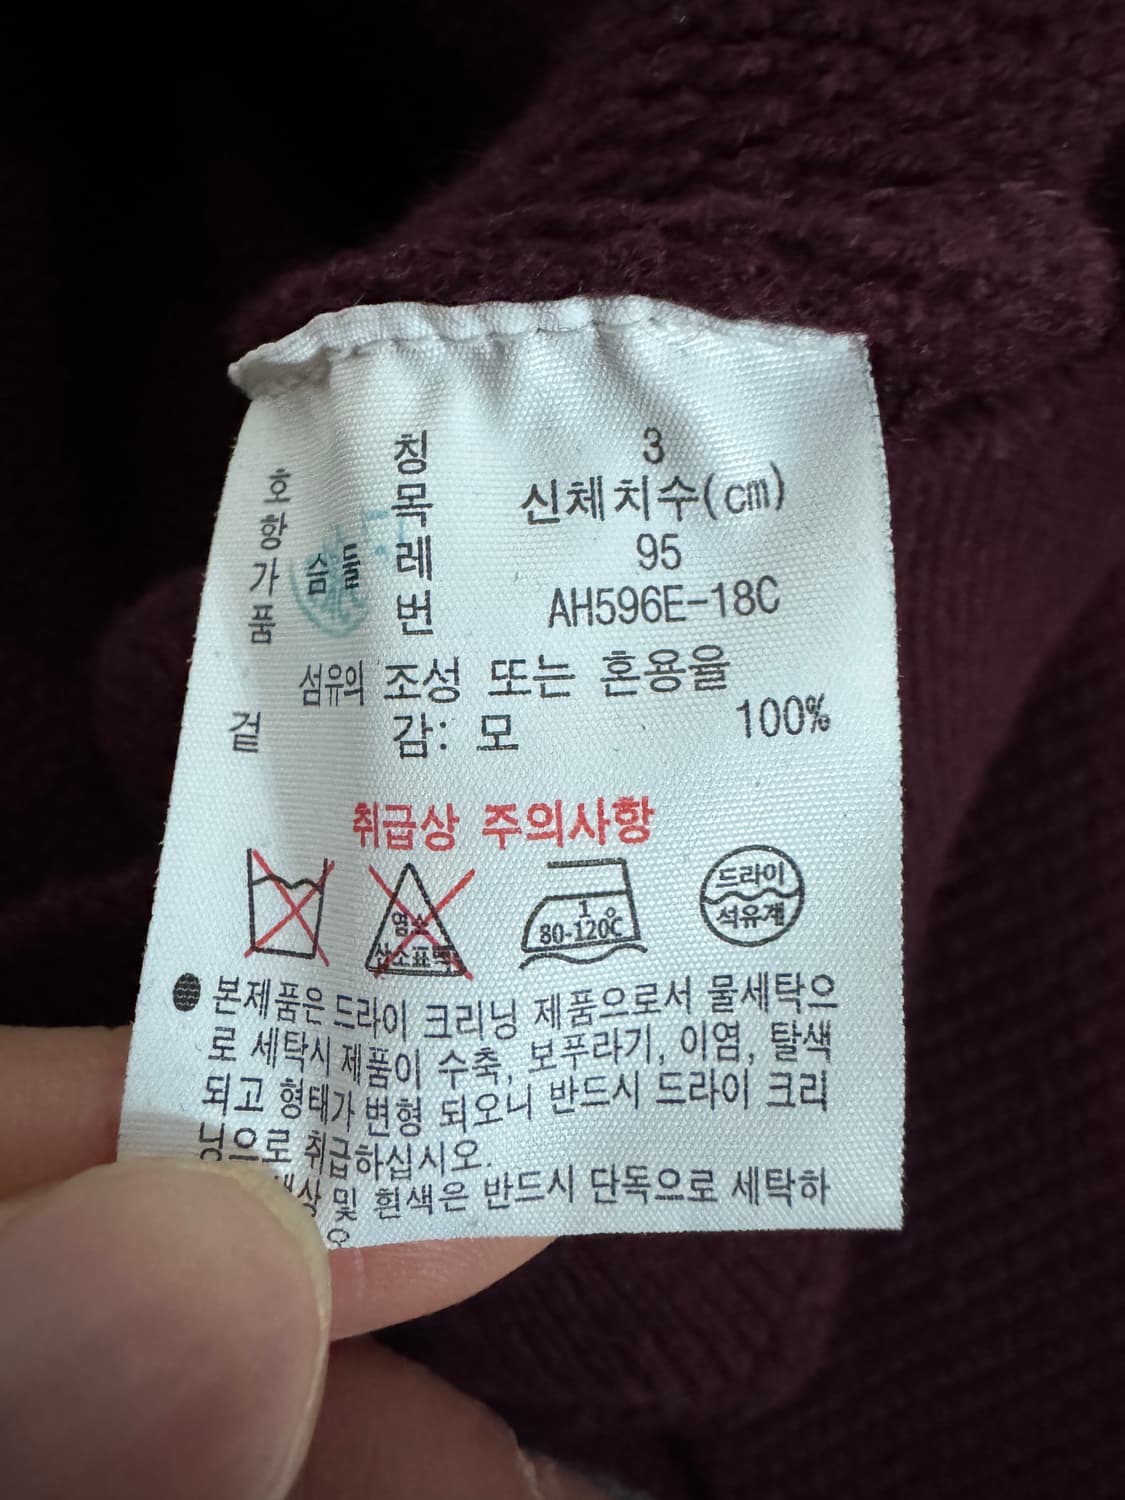 호 칭 3
항 목 신체치수(cm)
가 슴 둘 레 95
품 번 AH596E-18C
섬유의 조성 또는 혼용율
겉 감: 모 100%
취급상 주의사항
염소
산소표백
1
80-120℃
드라이
석유계
●본제품은 드라이 크리닝 제품으로서 물세탁으
로 세탁시 제품이 수축, 보푸라기, 이염, 탈색
되고 형태가 변형 되오니 반드시 드라이 크리
닝으로 취급하십시오.
및 흰색은 반드시 단독으로 세탁하